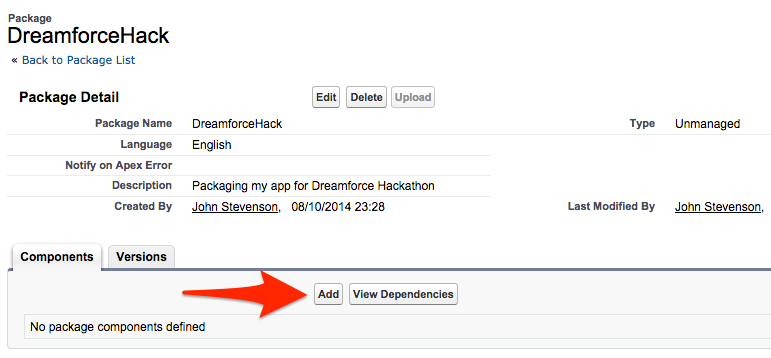 Package
DreamforceHack
« Back to Package List
Package Detail Edit Delete Upload
Package Name DreamforceHack Type Unmanaged
Language English
Notify on Apex Error
Description Packaging my app for Dreamforce Hackathon
Created By John Stevenson, 08/10/2014 23:28 Last Modified By John Stevenson,
Components Versions
Add View Dependencies
No package components defined